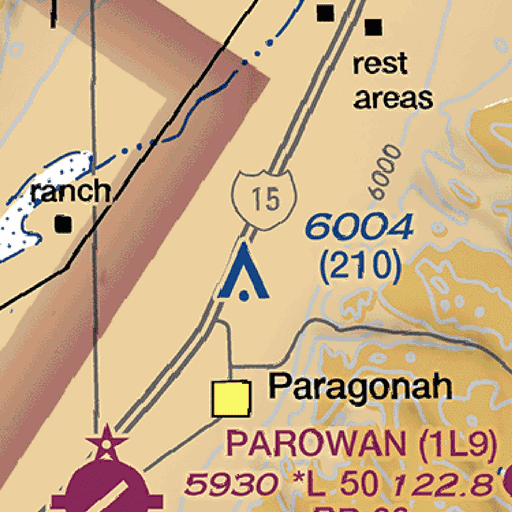 rest
areas
ranch
15
6000
6004
(210)
Paragonah
PAROWAN (1L9)
5930 *L 50 122.8